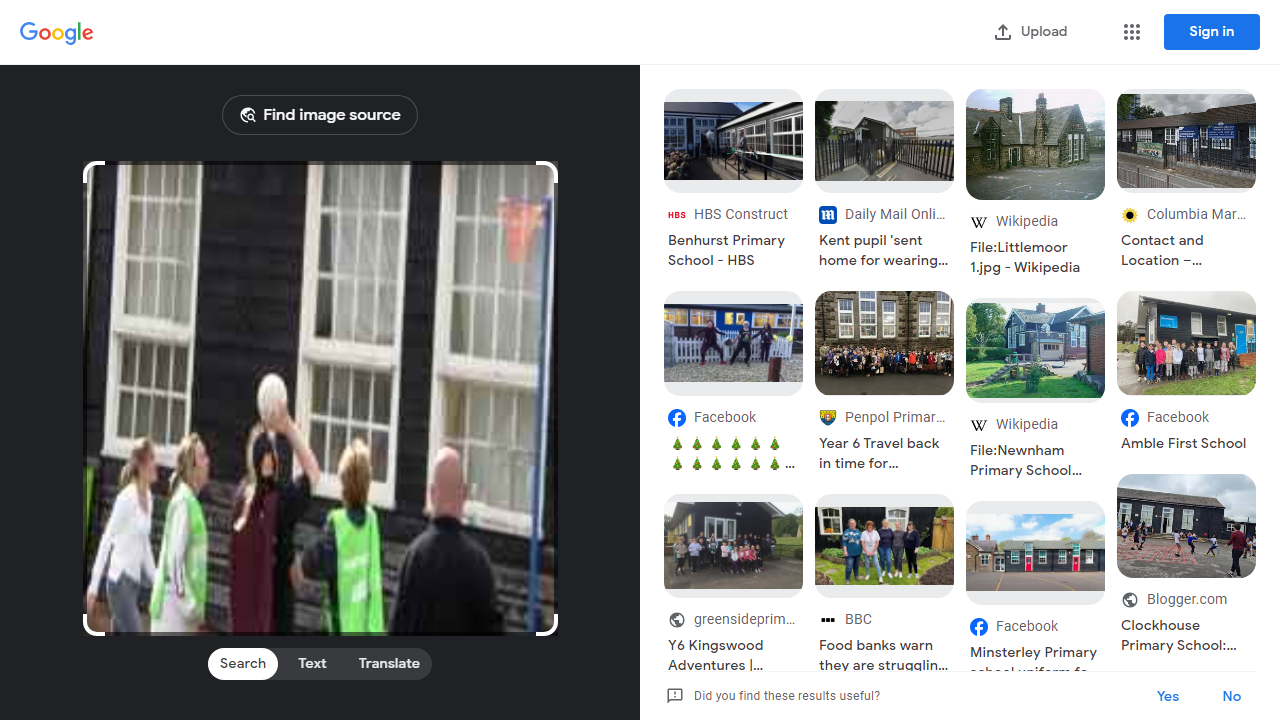 Google
Upload
Sign in
Find image source
Search
Text
Translate
HBS
HBS Construct
Benhurst Primary
School - HBS
Daily Mail Onli...
Kent pupil 'sent
home for wearing...
W
Wikipedia
File:Littlemoor
1.jpg - Wikipedia
Columbia Mar...
Contact and
Location –...
Facebook
🌲 🌲 🌲 🌲 🌲 🌲
🌲 🌲 🌲 🌲 🌲 🌲 ...
Penpol Primar...
Year 6 Travel back
in time for...
W
Wikipedia
File:Newnham
Primary School...
Facebook
Amble First School
greensideprim...
Y6 Kingswood
Adventures |...
BBC
Food banks warn
they are strugglin...
Facebook
Minsterley Primary
school uniform fo...
Blogger.com
Clockhouse
Primary School:...
Did you find these results useful?
Yes
No